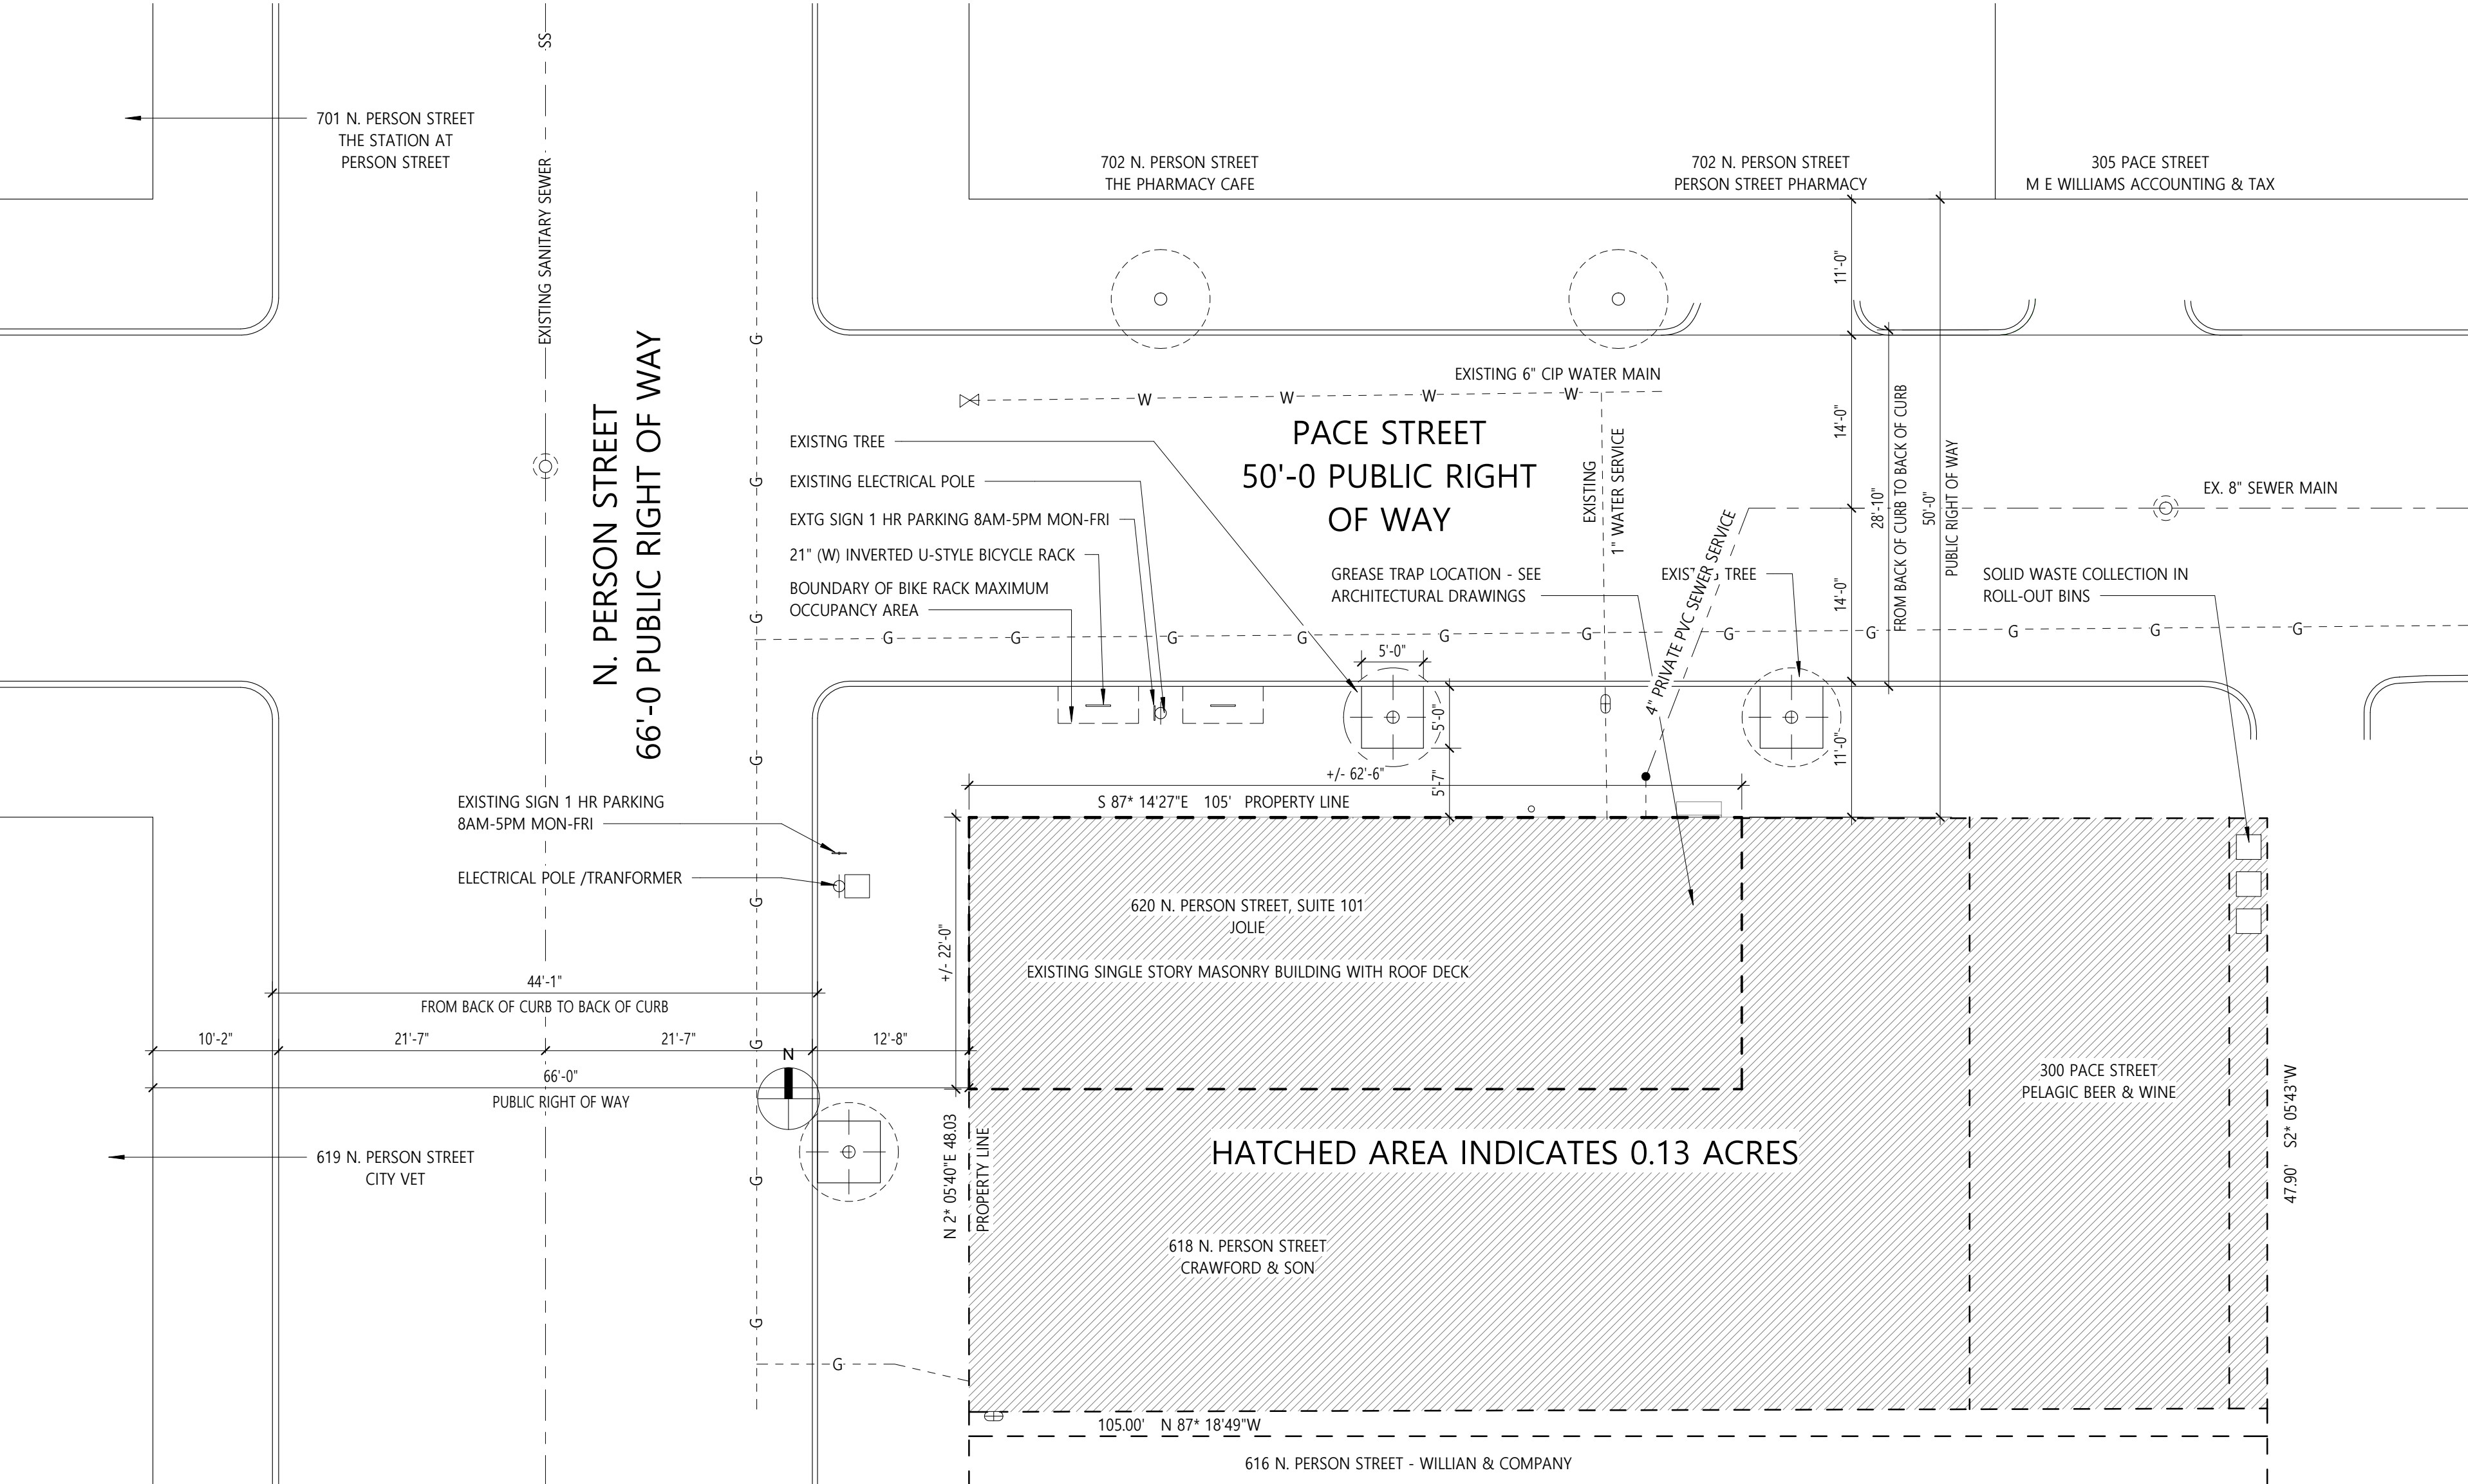 SS
EXISTING SANITARY SEWER
701 N. PERSON STREET
THE STATION AT
PERSON STREET
702 N. PERSON STREET
THE PHARMACY CAFE
702 N. PERSON STREET
PERSON STREET PHARMACY
305 PACE STREET
M E WILLIAMS ACCOUNTING & TAX
N. PERSON STREET
66'-0 PUBLIC RIGHT OF WAY
G
G
G
G
G
G
G
G
G
11'-0"
14'-0"
14'-0"
11'-0"
28'-10"
FROM BACK OF CURB TO BACK OF CURB
50'-0"
PUBLIC RIGHT OF WAY
EXISTING 6" CIP WATER MAIN
W
W
W
W
PACE STREET
50'-0 PUBLIC RIGHT
OF WAY
EXISTING
1" WATER SERVICE
EXISTNG TREE
EXISTING ELECTRICAL POLE
EXTG SIGN 1 HR PARKING 8AM-5PM MON-FRI
21" (W) INVERTED U-STYLE BICYCLE RACK
BOUNDARY OF BIKE RACK MAXIMUM
OCCUPANCY AREA
GREASE TRAP LOCATION - SEE
ARCHITECTURAL DRAWINGS
4" PRIVATE PVC SEWER SERVICE
TREE
EX. 8" SEWER MAIN
SOLID WASTE COLLECTION IN
ROLL-OUT BINS
G
G
G
G
G
G
G
G
G
G
G
5'-0"
5'-0"
5'-7"
+/- 62'-6"
S 87* 14'27"E 105' PROPERTY LINE
EXISTING SIGN 1 HR PARKING
8AM-5PM MON-FRI
ELECTRICAL POLE /TRANFORMER
+/- 22'-0"
620 N. PERSON STREET, SUITE 101
JOLIE
EXISTING SINGLE STORY MASONRY BUILDING WITH ROOF DECK
44'-1"
FROM BACK OF CURB TO BACK OF CURB
10'-2"
21'-7"
21'-7"
12'-8"
N
66'-0"
PUBLIC RIGHT OF WAY
300 PACE STREET
PELAGIC BEER & WINE
47.90' S2* 05'43"W
N 2* 05'40"E 48.03
PROPERTY LINE
HATCHED AREA INDICATES 0.13 ACRES
619 N. PERSON STREET
CITY VET
618 N. PERSON STREET
CRAWFORD & SON
G
105.00' N 87* 18'49"W
616 N. PERSON STREET - WILLIAN & COMPANY